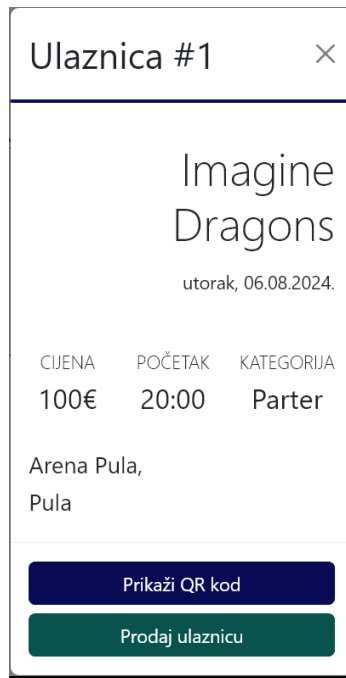 Ulaznica #1
Imagine
Dragons
utorak, 06.08.2024.
CIJENA POČETAK KATEGORIJA
100€ 20:00 Parter
Arena Pula,
Pula
Prikaži QR kod
Prodaj ulaznicu